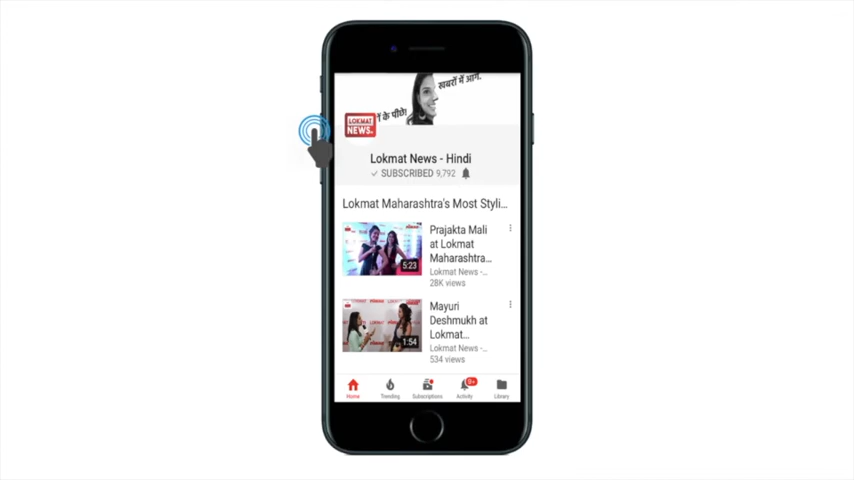 खबरों में आगे.
के पीछे!
LOKMAT
NEWS.
Lokmat News - Hindi
SUBSCRIBED 9,792
Lokmat Maharashtra's Most Styli...
Prajakta Mali
at Lokmat
Maharashtra...
Lokmat News -...
28K views
5:23
Mayuri
Deshmukh at
Lokmat...
Lokmat News -...
534 views
1:54
Home Trending Subscriptions Activity Library
9+